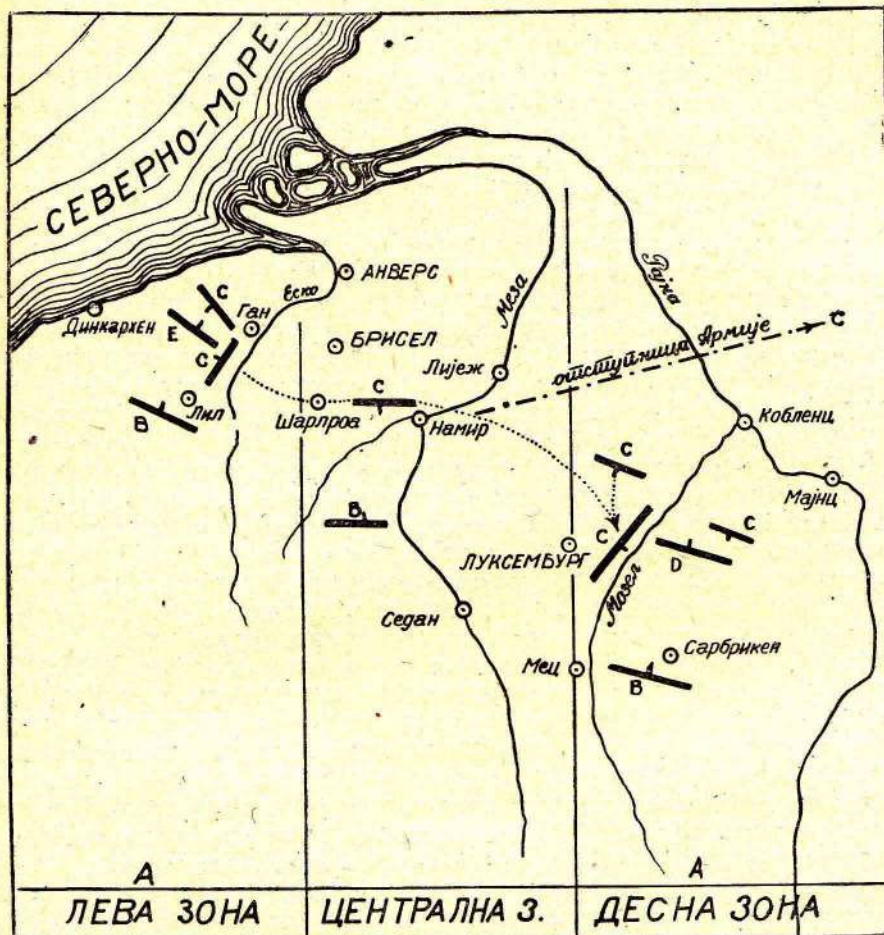 СЕВЕРНО-МОРЕ
АНВЕРС
Еско
Меза
Рајна
С
Ган
Динкархен
Е
БРИСЕЛ
отступница Армије
С
С
Лијеж
С
Лил
В
Шарлроа
Намир
Кобленц
С
Мајнц
В
С
С
ЛУКСЕМБУРГ
D
Мозел
Седан
Сарбрикен
Мец
В
А
А
ЛЕВА ЗОНА
ЦЕНТРАЛНА З.
ДЕСНА ЗОНА